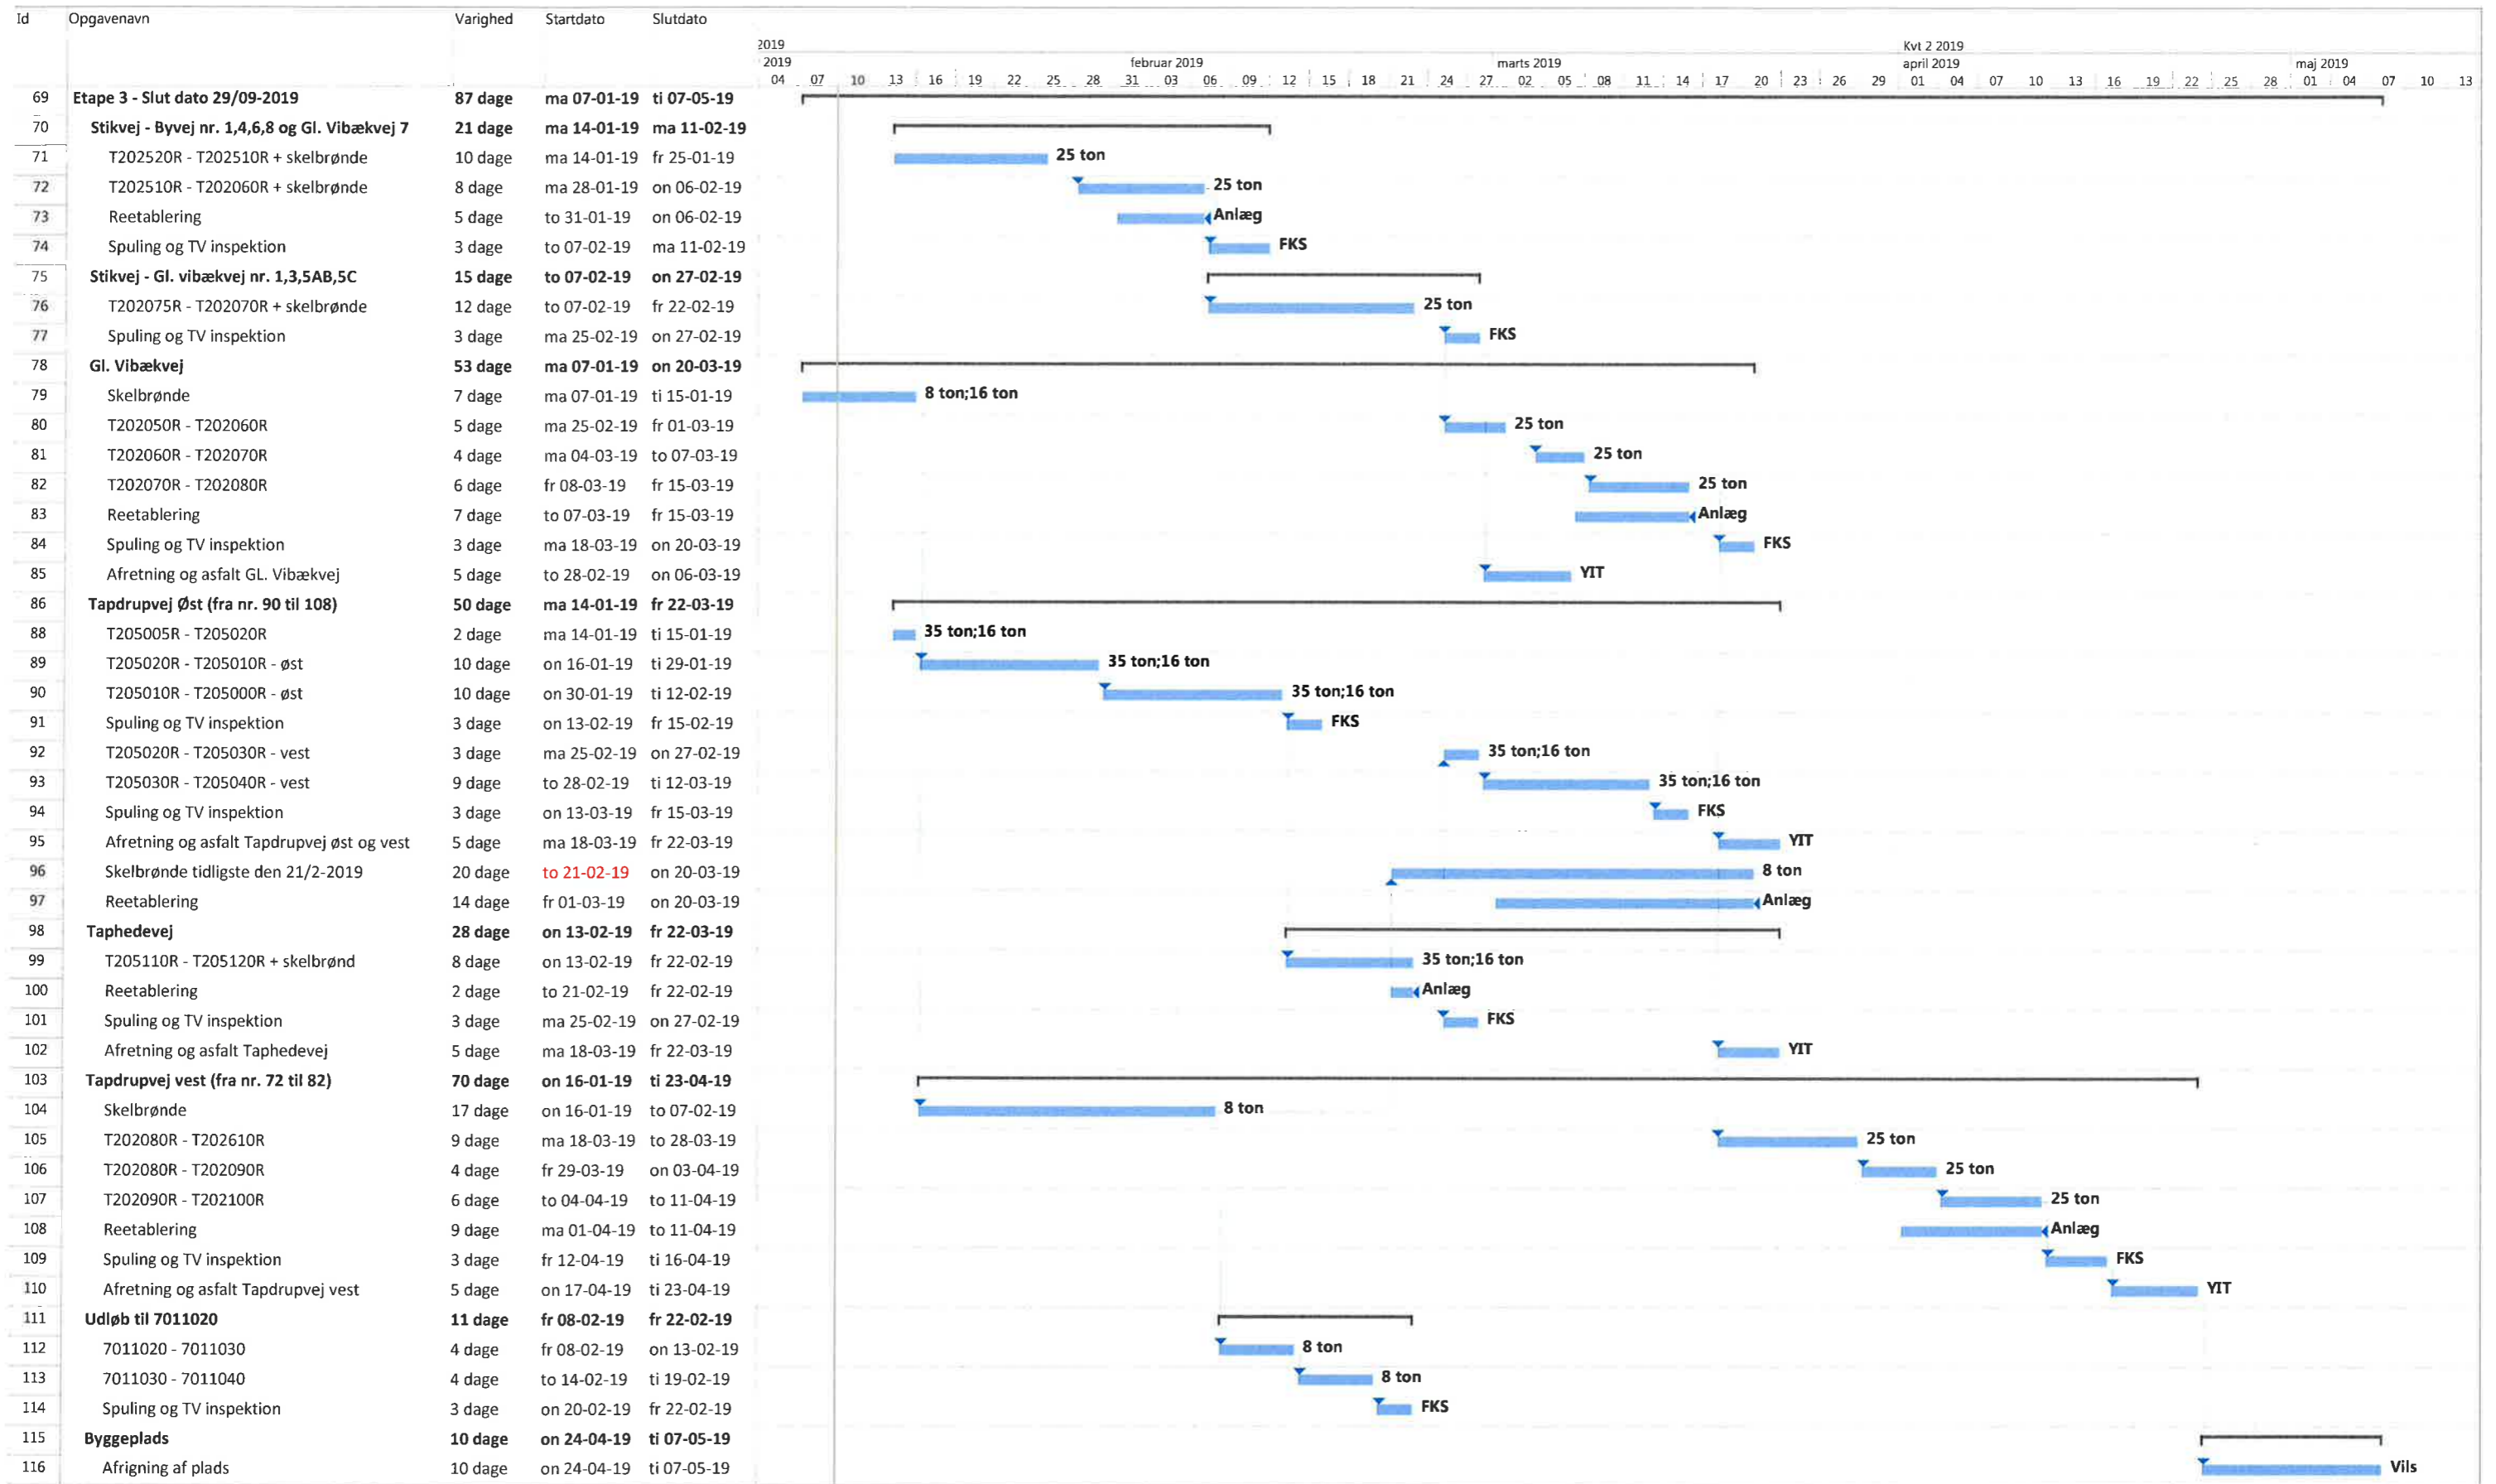 Id Opgavenavn Varighed Startdato Slutdato
2019 Kvt 2 2019
2019 februar 2019 marts 2019 april 2019 maj 2019
04 07 10 13 16 19 22 25 28 31 03 06 09 12 15 18 21 24 27 02 05 08 11 14 17 20 23 26 29 01 04 07 10 13 16 19 22 25 28 01 04 07 10 13
69 Etape 3 - Slut dato 29/09-2019 87 dage ma 07-01-19 ti 07-05-19
70 Stikvej - Byvej nr. 1,4,6,8 og Gl. Vibækvej 7 21 dage ma 14-01-19 ma 11-02-19
71 T202520R - T202510R + skelbrønde 10 dage ma 14-01-19 fr 25-01-19 25 ton
72 T202510R - T202060R + skelbrønde 8 dage ma 28-01-19 on 06-02-19 25 ton
73 Reetablering 5 dage to 31-01-19 on 06-02-19 Anlæg
74 Spuling og TV inspektion 3 dage to 07-02-19 ma 11-02-19 FKS
75 Stikvej - Gl. vibækvej nr. 1,3,5AB,5C 15 dage to 07-02-19 on 27-02-19
76 T202075R - T202070R + skelbrønde 12 dage to 07-02-19 fr 22-02-19 25 ton
77 Spuling og TV inspektion 3 dage ma 25-02-19 on 27-02-19 FKS
78 Gl. Vibækvej 53 dage ma 07-01-19 on 20-03-19
79 Skelbrønde 7 dage ma 07-01-19 ti 15-01-19 8 ton;16 ton
80 T202050R - T202060R 5 dage ma 25-02-19 fr 01-03-19 25 ton
81 T202060R - T202070R 4 dage ma 04-03-19 to 07-03-19 25 ton
82 T202070R - T202080R 6 dage fr 08-03-19 fr 15-03-19 25 ton
83 Reetablering 7 dage to 07-03-19 fr 15-03-19 Anlæg
84 Spuling og TV inspektion 3 dage ma 18-03-19 on 20-03-19 FKS
85 Afretning og asfalt GL. Vibækvej 5 dage to 28-02-19 on 06-03-19 YIT
86 Tapdrupvej Øst (fra nr. 90 til 108) 50 dage ma 14-01-19 fr 22-03-19
88 T205005R - T205020R 2 dage ma 14-01-19 ti 15-01-19 35 ton;16 ton
89 T205020R - T205010R - øst 10 dage on 16-01-19 ti 29-01-19 35 ton;16 ton
90 T205010R - T205000R - øst 10 dage on 30-01-19 ti 12-02-19 35 ton;16 ton
91 Spuling og TV inspektion 3 dage on 13-02-19 fr 15-02-19 FKS
92 T205020R - T205030R - vest 3 dage ma 25-02-19 on 27-02-19 35 ton;16 ton
93 T205030R - T205040R - vest 9 dage to 28-02-19 ti 12-03-19 35 ton;16 ton
94 Spuling og TV inspektion 3 dage on 13-03-19 fr 15-03-19 FKS
95 Afretning og asfalt Tapdrupvej øst og vest 5 dage ma 18-03-19 fr 22-03-19 YIT
96 Skelbrønde tidligste den 21/2-2019 20 dage to 21-02-19 on 20-03-19 8 ton
97 Reetablering 14 dage fr 01-03-19 on 20-03-19 Anlæg
98 Taphedevej 28 dage on 13-02-19 fr 22-03-19
99 T205110R - T205120R + skelbrønd 8 dage on 13-02-19 fr 22-02-19 35 ton;16 ton
100 Reetablering 2 dage to 21-02-19 fr 22-02-19 Anlæg
101 Spuling og TV inspektion 3 dage ma 25-02-19 on 27-02-19 FKS
102 Afretning og asfalt Taphedevej 5 dage ma 18-03-19 fr 22-03-19 YIT
103 Tapdrupvej vest (fra nr. 72 til 82) 70 dage on 16-01-19 ti 23-04-19
104 Skelbrønde 17 dage on 16-01-19 to 07-02-19 8 ton
105 T202080R - T202610R 9 dage ma 18-03-19 to 28-03-19 25 ton
106 T202080R - T202090R 4 dage fr 29-03-19 on 03-04-19 25 ton
107 T202090R - T202100R 6 dage to 04-04-19 to 11-04-19 25 ton
108 Reetablering 9 dage ma 01-04-19 to 11-04-19 Anlæg
109 Spuling og TV inspektion 3 dage fr 12-04-19 ti 16-04-19 FKS
110 Afretning og asfalt Tapdrupvej vest 5 dage on 17-04-19 ti 23-04-19 YIT
111 Udløb til 7011020 11 dage fr 08-02-19 fr 22-02-19
112 7011020 - 7011030 4 dage fr 08-02-19 on 13-02-19 8 ton
113 7011030 - 7011040 4 dage to 14-02-19 ti 19-02-19 8 ton
114 Spuling og TV inspektion 3 dage on 20-02-19 fr 22-02-19 FKS
115 Byggeplads 10 dage on 24-04-19 ti 07-05-19
116 Afrigning af plads 10 dage on 24-04-19 ti 07-05-19 Vils